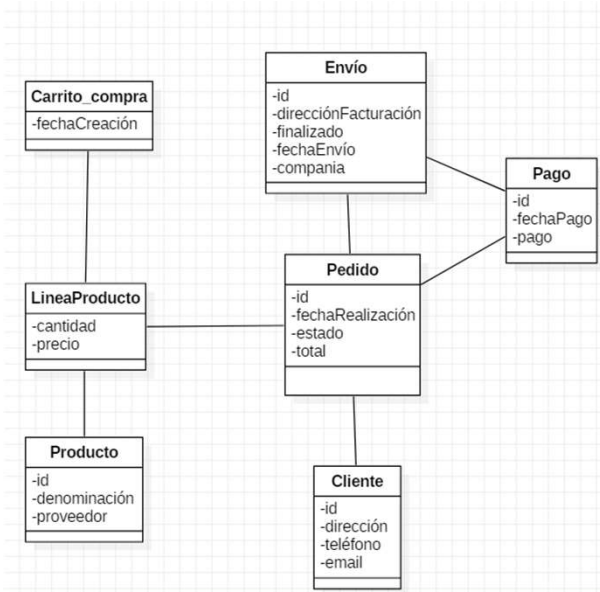 Carrito_compra
-fechaCreación
Envío
-id
-direcciónFacturación
-finalizado
-fechaEnvío
-compania
Pago
-id
-fechaPago
-pago
LineaProducto
-cantidad
-precio
Pedido
-id
-fechaRealización
-estado
-total
Producto
-id
-denominación
-proveedor
Cliente
-id
-dirección
-teléfono
-email